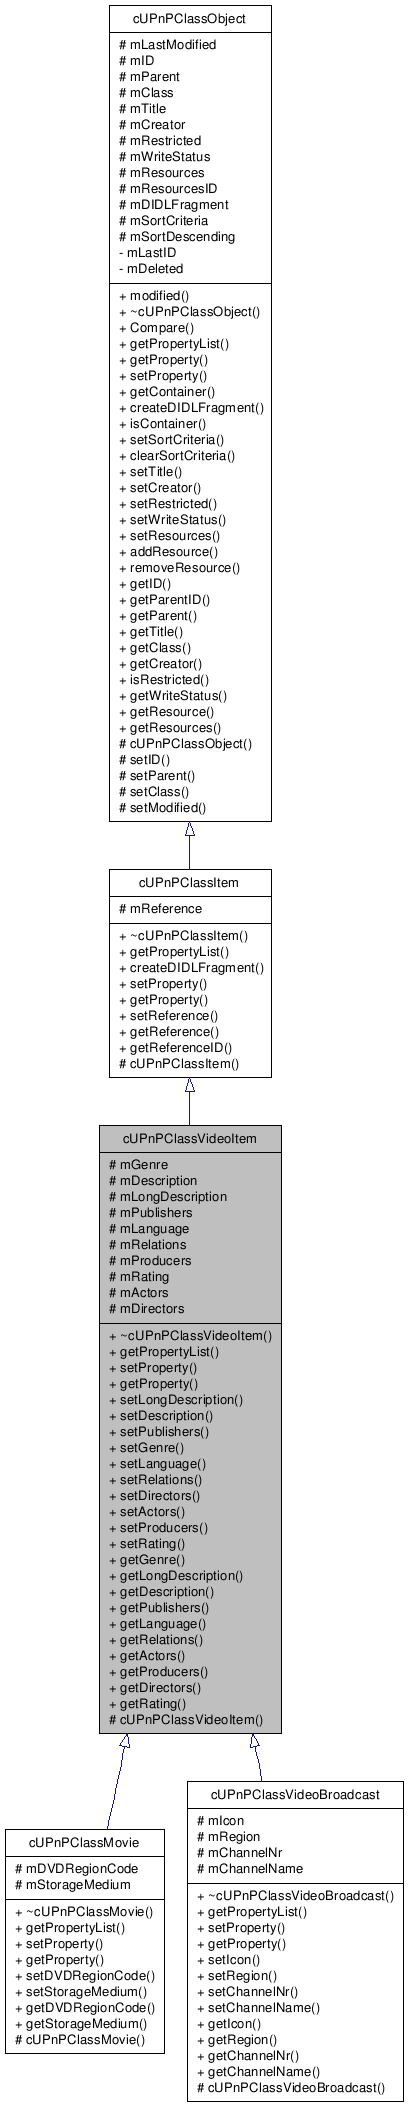 cUPnPClassObject
# mLastModified
# mID
# mParent
# mClass
# mTitle
# mCreator
# mRestricted
# mWriteStatus
# mResources
# mResourcesID
# mDIDLFragment
# mSortCriteria
# mSortDescending
- mLastID
- mDeleted
+ modified()
+ ~cUPnPClassObject()
+ Compare()
+ getPropertyList()
+ getProperty()
+ setProperty()
+ getContainer()
+ createDIDLFragment()
+ isContainer()
+ setSortCriteria()
+ clearSortCriteria()
+ setTitle()
+ setCreator()
+ setRestricted()
+ setWriteStatus()
+ setResources()
+ addResource()
+ removeResource()
+ getID()
+ getParentID()
+ getParent()
+ getTitle()
+ getClass()
+ getCreator()
+ isRestricted()
+ getWriteStatus()
+ getResource()
+ getResources()
# cUPnPClassObject()
# setID()
# setParent()
# setClass()
# setModified()
cUPnPClassItem
# mReference
+ ~cUPnPClassItem()
+ getPropertyList()
+ createDIDLFragment()
+ setProperty()
+ getProperty()
+ setReference()
+ getReference()
+ getReferenceID()
# cUPnPClassItem()
cUPnPClassVideoItem
# mGenre
# mDescription
# mLongDescription
# mPublishers
# mLanguage
# mRelations
# mProducers
# mRating
# mActors
# mDirectors
+ ~cUPnPClassVideoItem()
+ getPropertyList()
+ setProperty()
+ getProperty()
+ setLongDescription()
+ setDescription()
+ setPublishers()
+ setGenre()
+ setLanguage()
+ setRelations()
+ setDirectors()
+ setActors()
+ setProducers()
+ setRating()
+ getGenre()
+ getLongDescription()
+ getDescription()
+ getPublishers()
+ getLanguage()
+ getRelations()
+ getActors()
+ getProducers()
+ getDirectors()
+ getRating()
# cUPnPClassVideoItem()
cUPnPClassMovie
# mDVDRegionCode
# mStorageMedium
+ ~cUPnPClassMovie()
+ getPropertyList()
+ setProperty()
+ getProperty()
+ setDVDRegionCode()
+ setStorageMedium()
+ getDVDRegionCode()
+ getStorageMedium()
# cUPnPClassMovie()
cUPnPClassVideoBroadcast
# mIcon
# mRegion
# mChannelNr
# mChannelName
+ ~cUPnPClassVideoBroadcast()
+ getPropertyList()
+ setProperty()
+ getProperty()
+ setIcon()
+ setRegion()
+ setChannelNr()
+ setChannelName()
+ getIcon()
+ getRegion()
+ getChannelNr()
+ getChannelName()
# cUPnPClassVideoBroadcast()